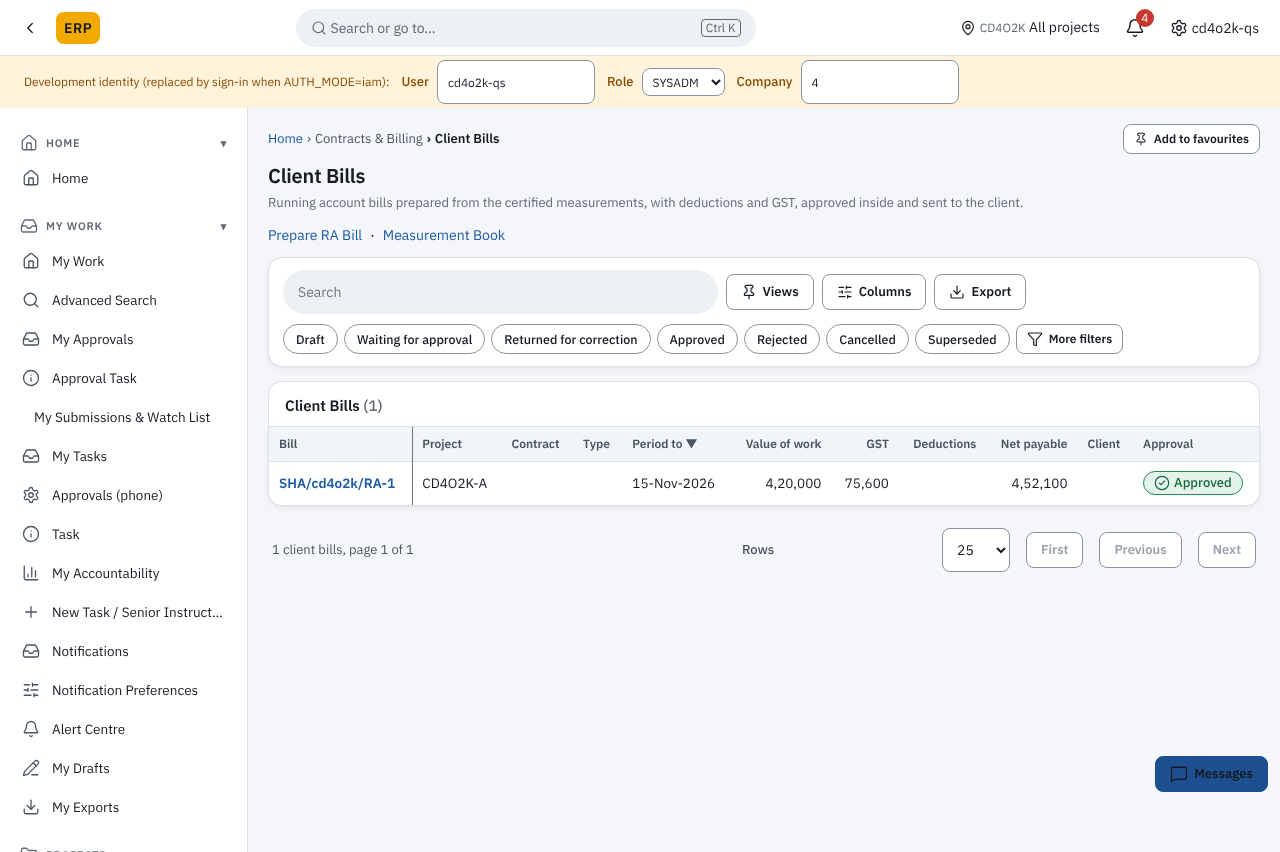 ERP
Search or go to...
Ctrl K
CD4O2K All projects
4
cd4o2k-qs
Development identity (replaced by sign-in when AUTH_MODE=iam): User cd4o2k-qs Role SYSADM Company 4
HOME
Home
MY WORK
My Work
Advanced Search
My Approvals
Approval Task
My Submissions & Watch List
My Tasks
Approvals (phone)
Task
My Accountability
New Task / Senior Instruct...
Notifications
Notification Preferences
Alert Centre
My Drafts
My Exports
Home › Contracts & Billing › Client Bills
Add to favourites
Client Bills
Running account bills prepared from the certified measurements, with deductions and GST, approved inside and sent to the client.
Prepare RA Bill · Measurement Book
Search Views Columns Export
Draft Waiting for approval Returned for correction Approved Rejected Cancelled Superseded More filters
Client Bills (1)
Bill Project Contract Type Period to ▼ Value of work GST Deductions Net payable Client Approval
SHA/cd4o2k/RA-1 CD4O2K-A 15-Nov-2026 4,20,000 75,600 4,52,100 Approved
1 client bills, page 1 of 1 Rows 25 First Previous Next
Messages